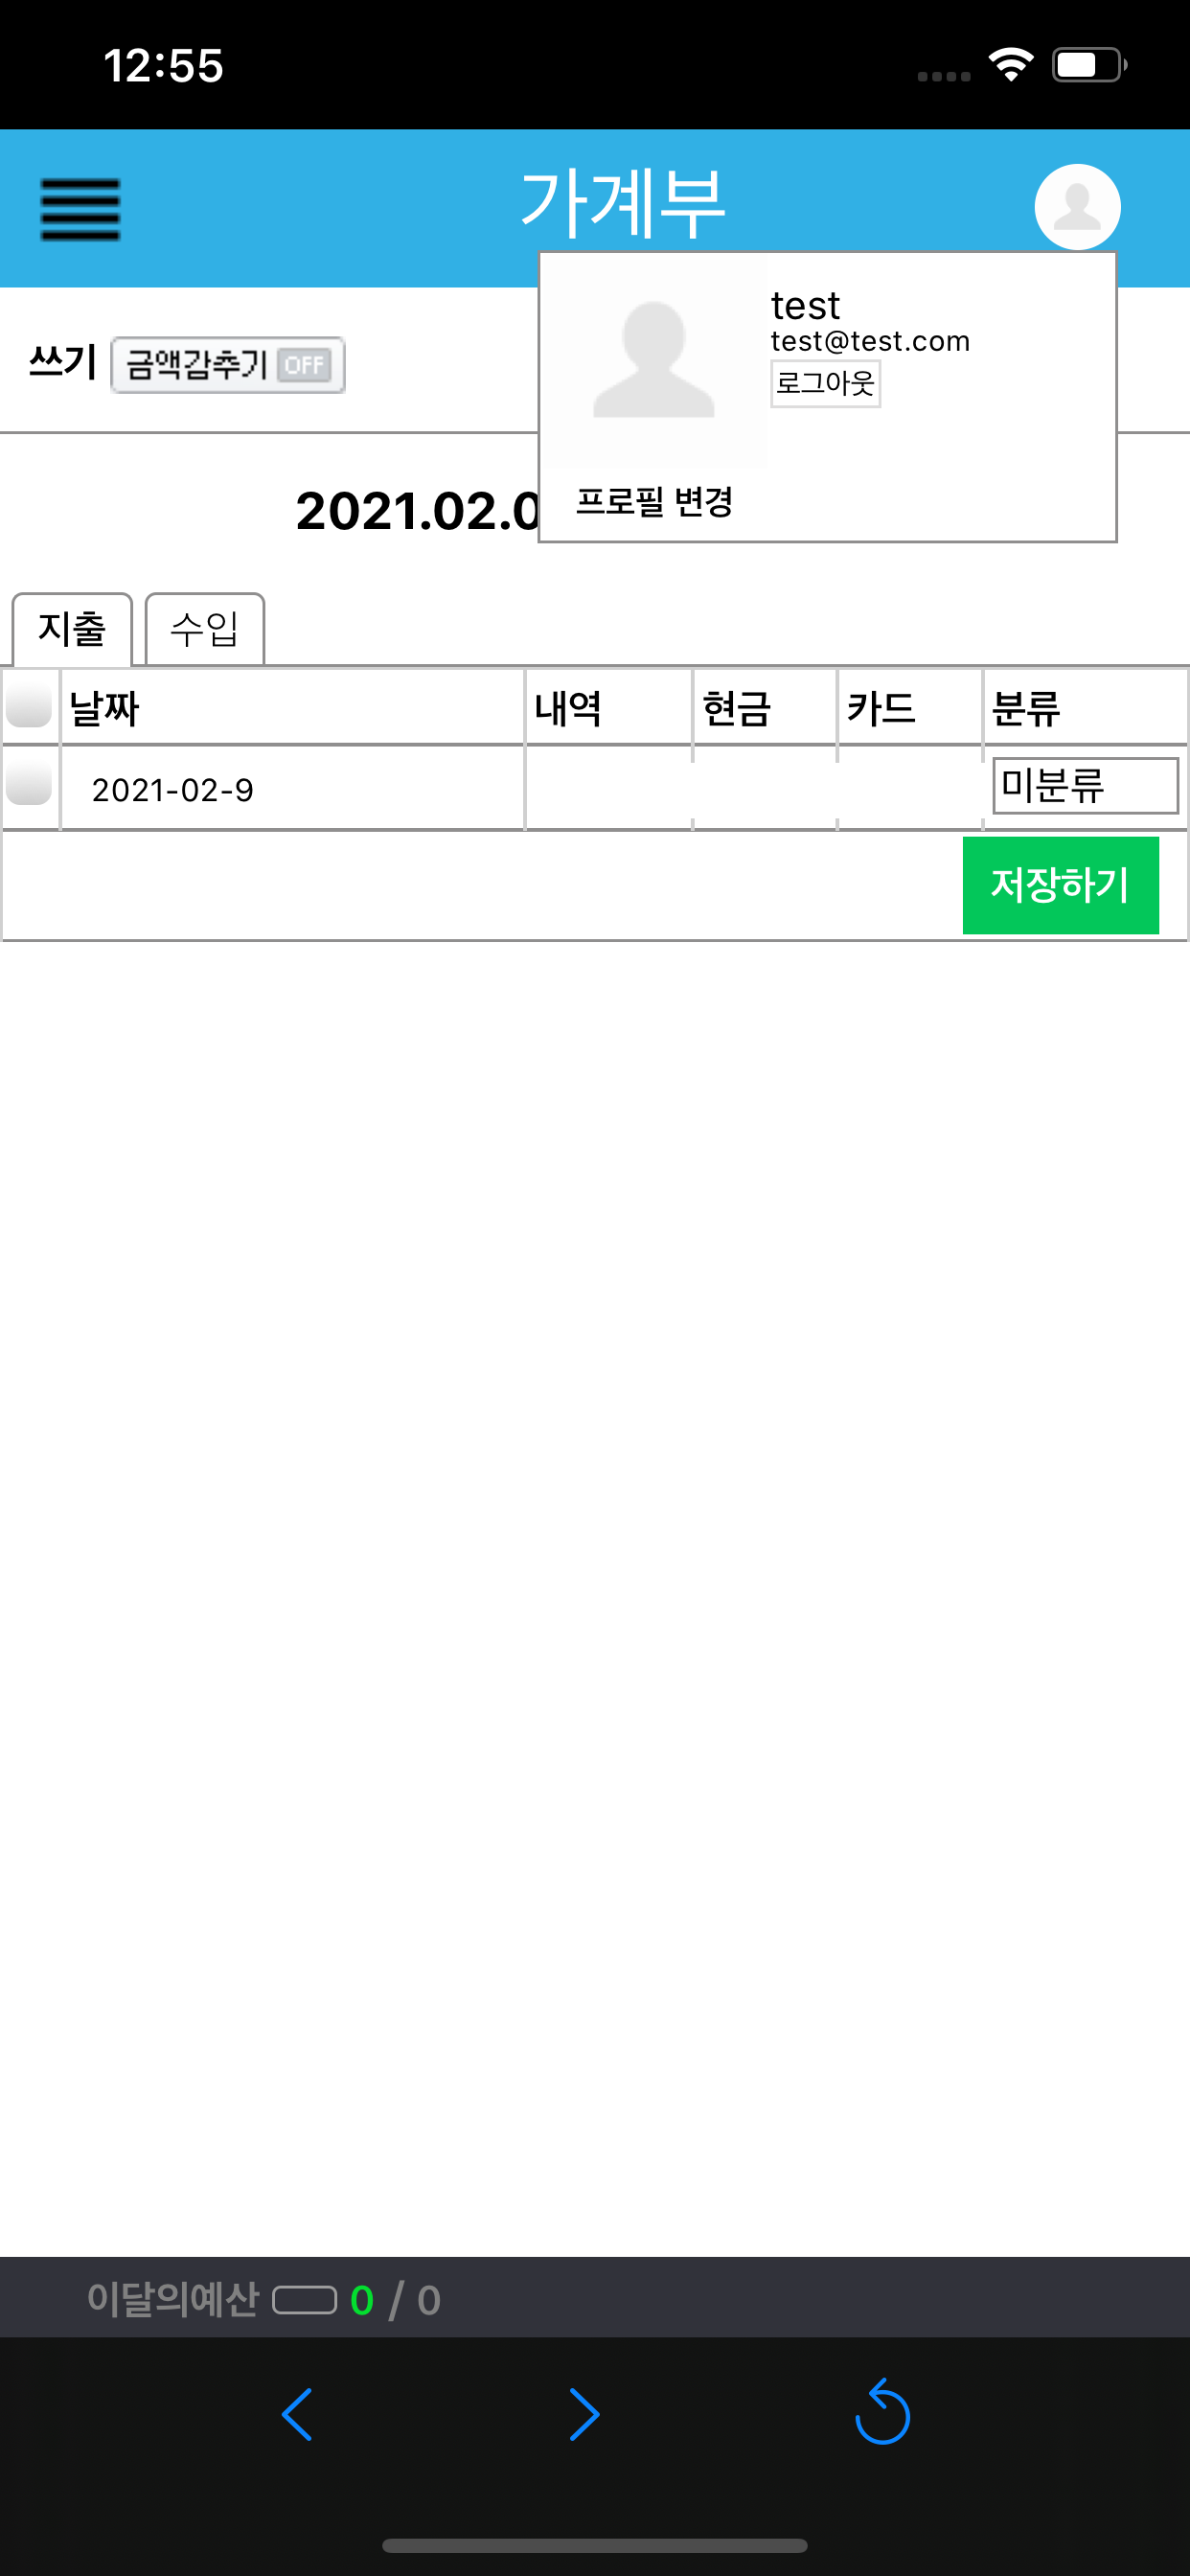 12:55
가계부
test
test@test.com
로그아웃
프로필 변경
쓰기 금액감추기 OFF
2021.02.0
지출 수입
날짜 내역 현금 카드 분류
2021-02-9 미분류
저장하기
이달의예산 0 / 0